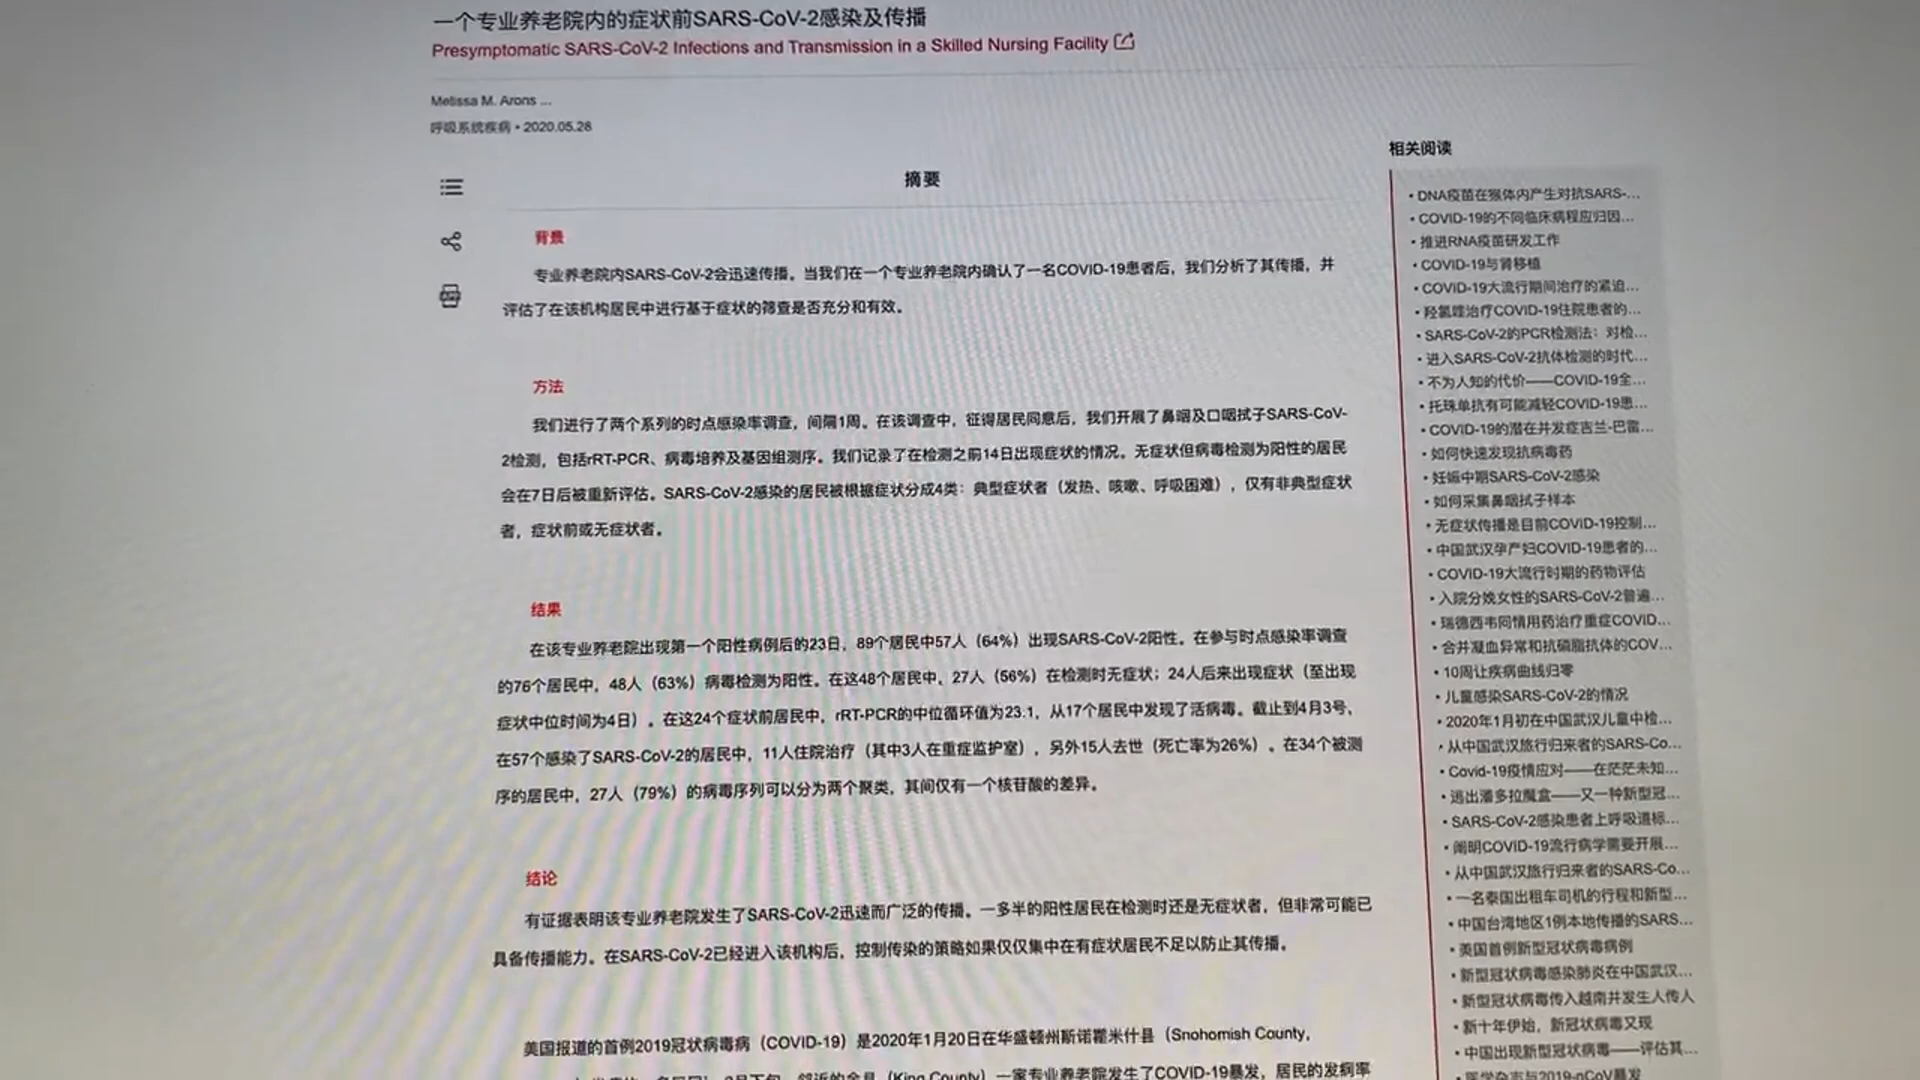 一个专业养老院内的症状前SARS-CoV-2感染及传播
Presymptomatic SARS-CoV-2 Infections and Transmission in a Skilled Nursing Facility
Melissa M. Arons ...
呼吸系统疾病 • 2020.05.28
摘要
背景
专业养老院内SARS-CoV-2会迅速传播。当我们在一个专业养老院内确认了一名COVID-19患者后，我们分析了其传播，并
评估了在该机构居民中进行基于症状的筛查是否充分和有效。
方法
我们进行了两个系列的时点感染率调查，间隔1周。在该调查中，征得居民同意后，我们开展了鼻咽及口咽拭子SARS-CoV-
2检测，包括rRT-PCR、病毒培养及基因组测序。我们记录了在检测之前14日出现症状的情况。无症状但病毒检测为阳性的居民
会在7日后被重新评估。SARS-CoV-2感染的居民被根据症状分成4类：典型症状者（发热、咳嗽、呼吸困难），仅有非典型症状
者，症状前或无症状者。
结果
在该专业养老院出现第一个阳性病例后的23日，89个居民中57人（64%）出现SARS-CoV-2阳性。在参与时点感染率调查
的76个居民中，48人（63%）病毒检测为阳性。在这48个居民中，27人（56%）在检测时无症状；24人后来出现症状（至出现
症状中位时间为4日）。在这24个症状前居民中，rRT-PCR的中位循环值为23.1，从17个居民中发现了活病毒。截止到4月3号，
在57个感染了SARS-CoV-2的居民中，11人住院治疗（其中3人在重症监护室），另外15人去世（死亡率为26%）。在34个被测
序的居民中，27人（79%）的病毒序列可以分为两个聚类，其间仅有一个核苷酸的差异。
结论
有证据表明该专业养老院发生了SARS-CoV-2迅速而广泛的传播。一多半的阳性居民在检测时还是无症状者，但非常可能已
具备传播能力。在SARS-CoV-2已经进入该机构后，控制传染的策略如果仅仅集中在有症状居民不足以防止其传播。
美国报道的首例2019冠状病毒病（COVID-19）是2020年1月20日在华盛顿州斯诺霍米什县（Snohomish County,
（King County）一家专业养老院发生了COVID-19暴发，居民的发病率
相关阅读
• DNA疫苗在猴体内产生对抗SARS-...
• COVID-19的不同临床病程应归因...
• 推进RNA疫苗研发工作
• COVID-19与肾移植
• COVID-19大流行期间治疗的紧迫...
• 羟氯喹治疗COVID-19住院患者的...
• SARS-CoV-2的PCR检测法：对检...
• 进入SARS-CoV-2抗体检测的时代...
• 不为人知的代价——COVID-19全...
• 托珠单抗有可能减轻COVID-19患...
• COVID-19的潜在并发症吉兰-巴雷...
• 如何快速发现抗病毒药
• 妊娠中期SARS-CoV-2感染
• 如何采集鼻咽拭子样本
• 无症状传播是目前COVID-19控制...
• 中国武汉孕产妇COVID-19患者的...
• COVID-19大流行时期的药物评估
• 入院分娩女性的SARS-CoV-2普遍...
• 瑞德西韦同情用药治疗重症COVID...
• 合并凝血异常和抗磷脂抗体的COV...
• 10周让疾病曲线归零
• 儿童感染SARS-CoV-2的情况
• 2020年1月初在中国武汉儿童中检...
• 从中国武汉旅行归来者的SARS-Co...
• Covid-19疫情应对——在茫茫未知...
• 逃出潘多拉魔盒——又一种新型冠...
• SARS-CoV-2感染患者上呼吸道标...
• 阐明COVID-19流行病学需要开展...
• 从中国武汉旅行归来者的SARS-Co...
• 一名泰国出租车司机的行程和新型...
• 中国台湾地区1例本地传播的SARS...
• 美国首例新型冠状病毒病例
• 新型冠状病毒感染肺炎在中国武汉...
• 新型冠状病毒传入越南并发生人传人
• 新十年伊始，新冠状病毒又现
• 中国出现新型冠状病毒——评估其...
• 医学杂志与2019-nCoV暴发